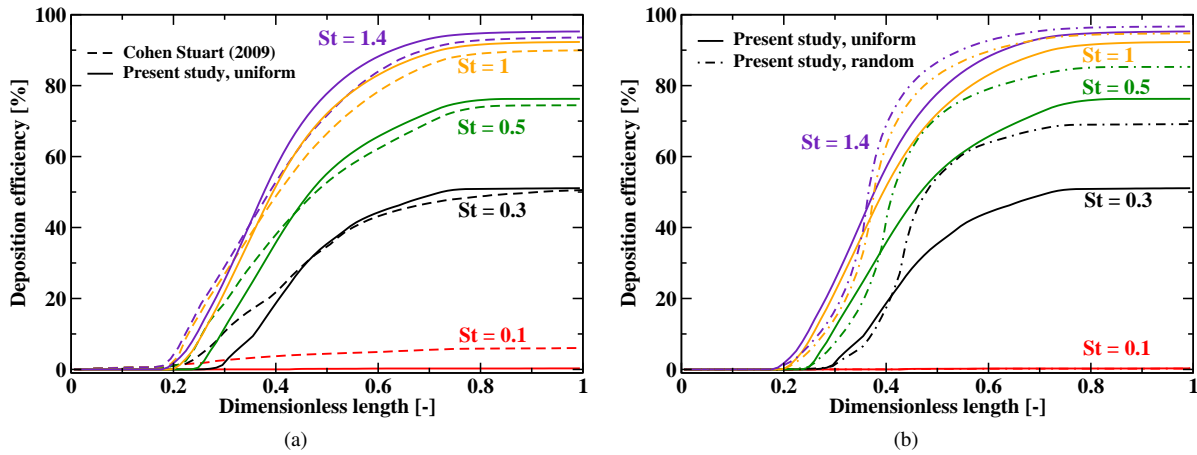 100
80
60
40
20
0
Deposition efficiency [%]
St = 1.4
Cohen Stuart (2009)
Present study, uniform
St = 1
St = 0.5
St = 0.3
St = 0.1
0 0.2 0.4 0.6 0.8 1
Dimensionless length [-]
(a)
100
80
60
40
20
0
Deposition efficiency [%]
Present study, uniform
Present study, random
St = 1
St = 0.5
St = 1.4
St = 0.3
St = 0.1
0 0.2 0.4 0.6 0.8 1
Dimensionless length [-]
(b)